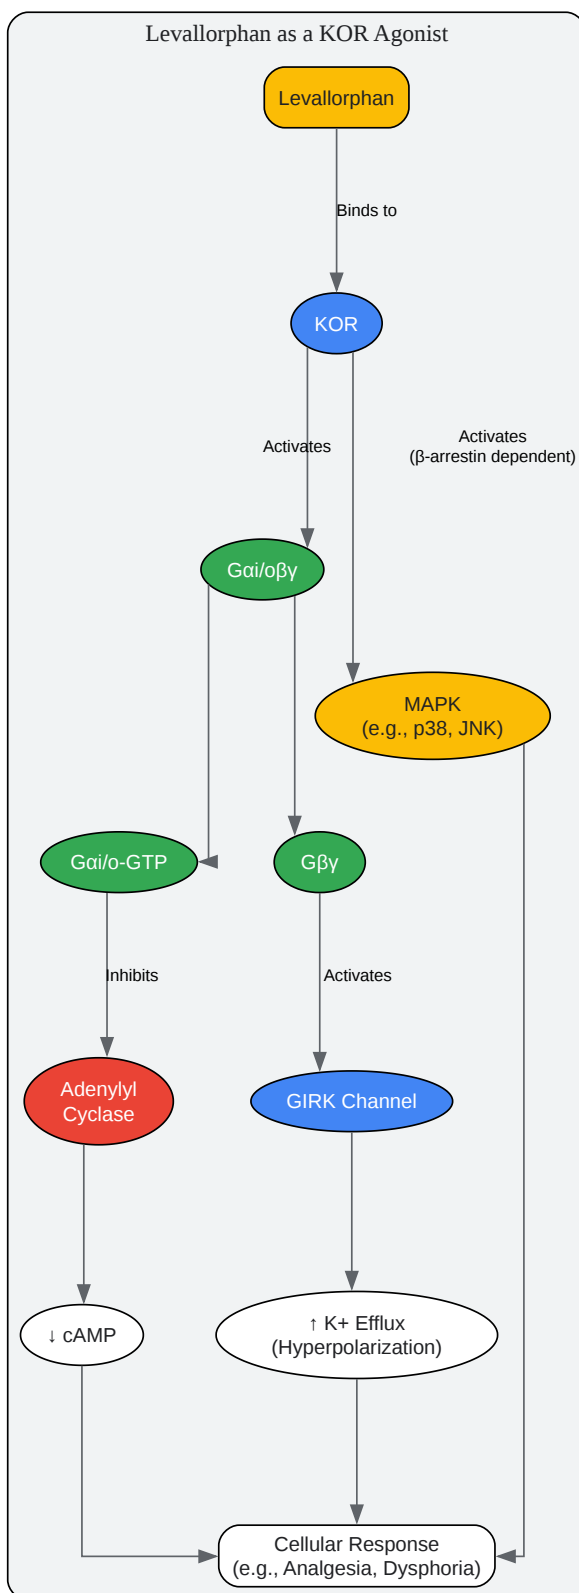 Levallorphan as a KOR Agonist
Levallorphan
Binds to
KOR
Activates
Activates
(β-arrestin dependent)
Gαi/oβγ
MAPK
(e.g., p38, JNK)
Gαi/o-GTP
Gβγ
Inhibits
Activates
Adenylyl
Cyclase
GIRK Channel
↓ cAMP
↑ K+ Efflux
(Hyperpolarization)
Cellular Response
(e.g., Analgesia, Dysphoria)